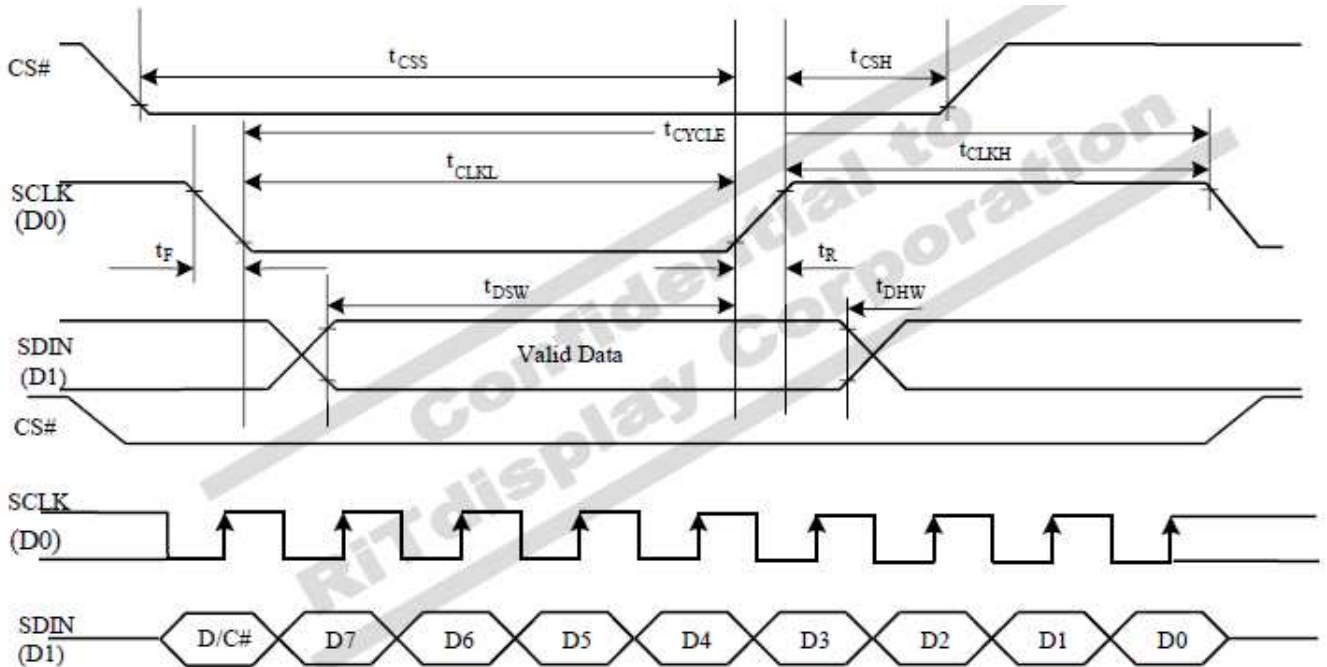 CS#
tCSS
tCSH
tCYCLE
tCLKL
tCLKH
SCLK
(D0)
tF
tR
tDSW
tDHW
SDIN
(D1)
Valid Data
CS#
SCLK
(D0)
SDIN
(D1)
D/C#
D7
D6
D5
D4
D3
D2
D1
D0
Confidential to
RiTdisplay Corporation